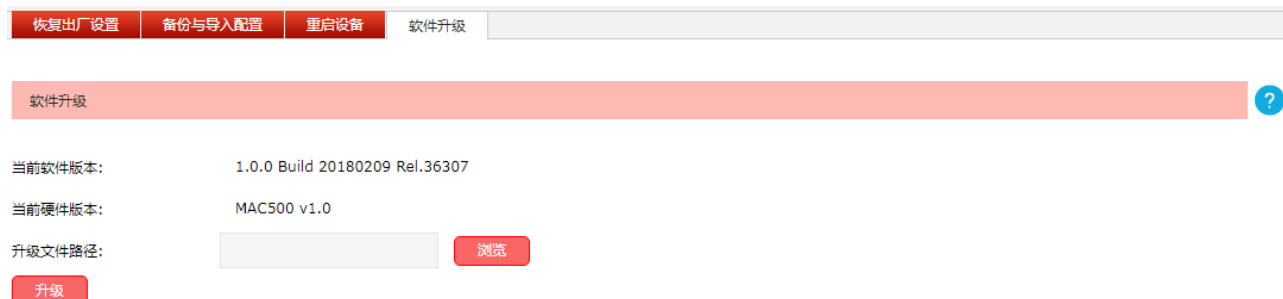 恢复出厂设置 备份与导入配置 重启设备 软件升级
软件升级 ?
当前软件版本： 1.0.0 Build 20180209 Rel.36307
当前硬件版本： MAC500 v1.0
升级文件路径： 浏览
升级